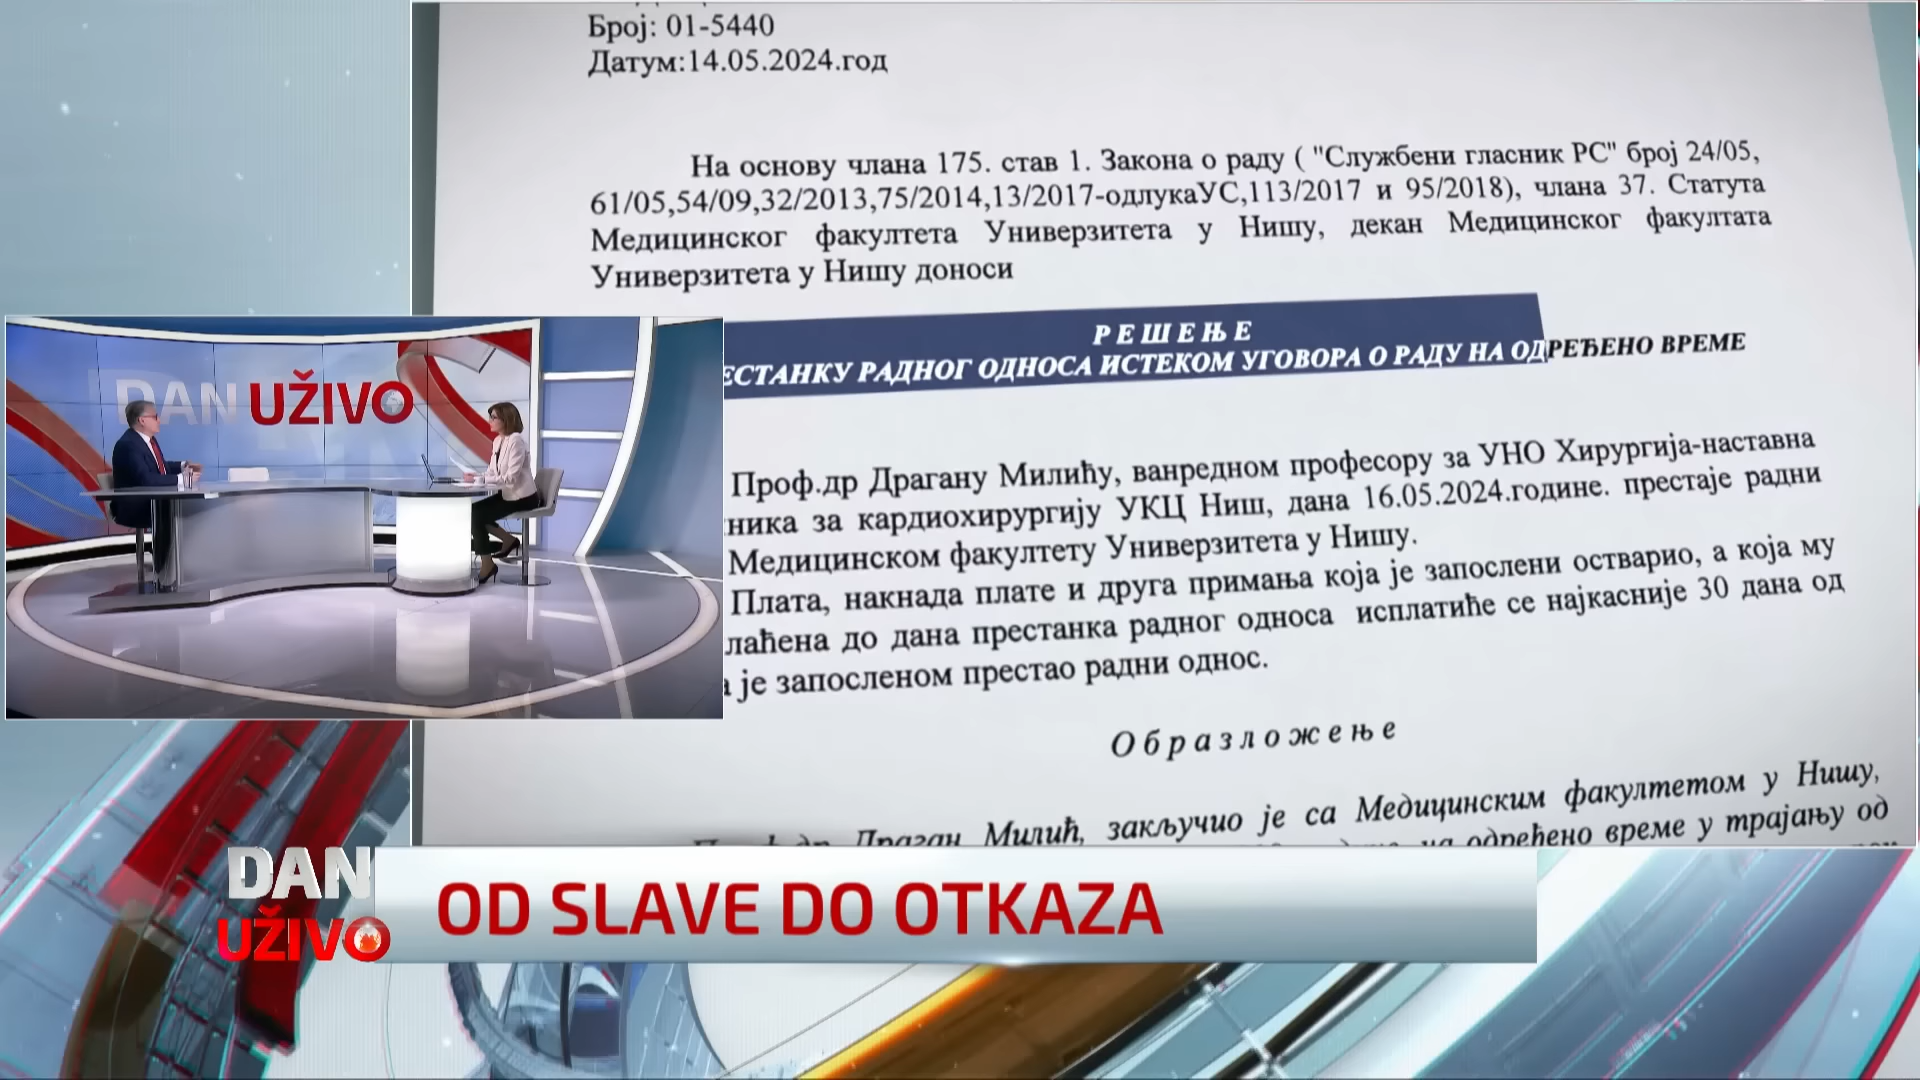 Број: 01-5440
Датум:14.05.2024.год
На основу члана 175. став 1. Закона о раду ( "Службени гласник РС" број 24/05,
61/05,54/09,32/2013,75/2014,13/2017-одлукаУС,113/2017 и 95/2018), члана 37. Статута
Медицинског факултета Универзитета у Нишу, декан Медицинског факултата
Универзитета у Нишу доноси
Р Е Ш Е Њ Е
ЕСТАНКУ РАДНОГ ОДНОСА ИСТЕКОМ УГОВОРА О РАДУ НА ОДРЕЂЕНО ВРЕМЕ
Проф.др Драгану Милићу, ванредном професору за УНО Хирургија-наставна
ника за кардиохирургију УКЦ Ниш, дана 16.05.2024.године. престаје радни
Медицинском факултету Универзитета у Нишу.
Плата, накнада плате и друга примања која је запослени остварио, а која му
лаћена до дана престанка радног односа исплатиће се најкасније 30 дана од
а је запосленом престао радни однос.
О б р а з л о ж е њ е
Драган Милић, закључио је са Медицинским факултетом у Нишу,
на одређено време у трајању од
DAN UŽIVO
DAN
UŽIVO
OD SLAVE DO OTKAZA